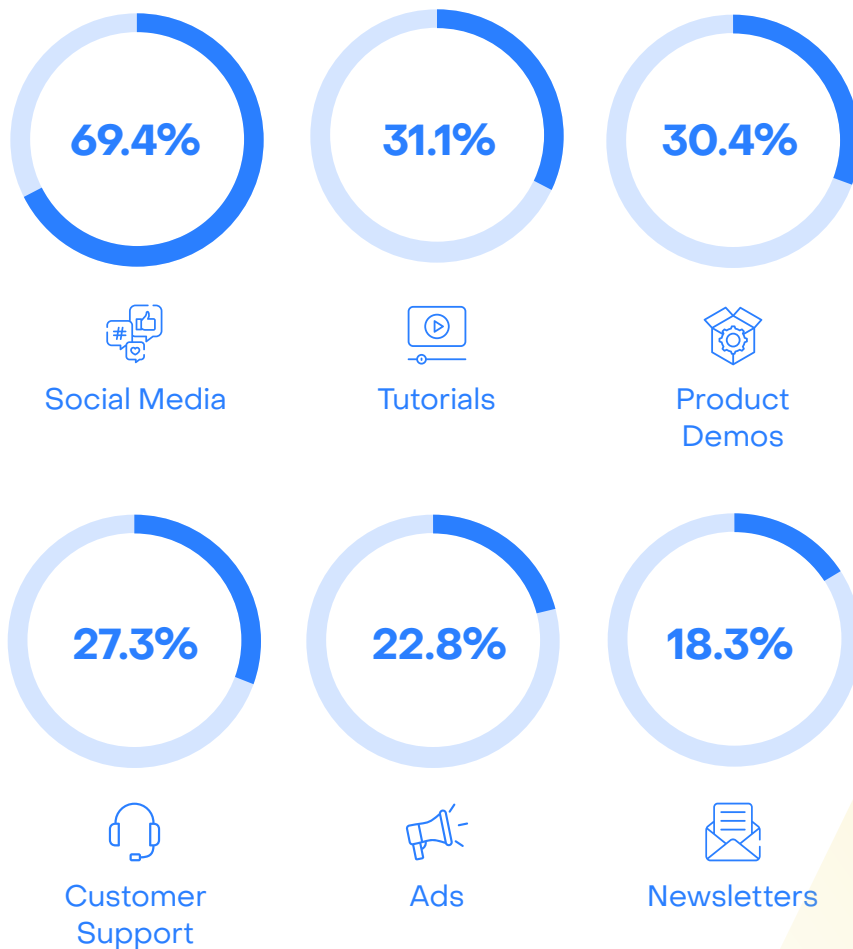 69.4%
31.1%
30.4%
#
Social Media
Tutorials
Product
Demos
27.3%
22.8%
18.3%
Customer
Support
Ads
Newsletters